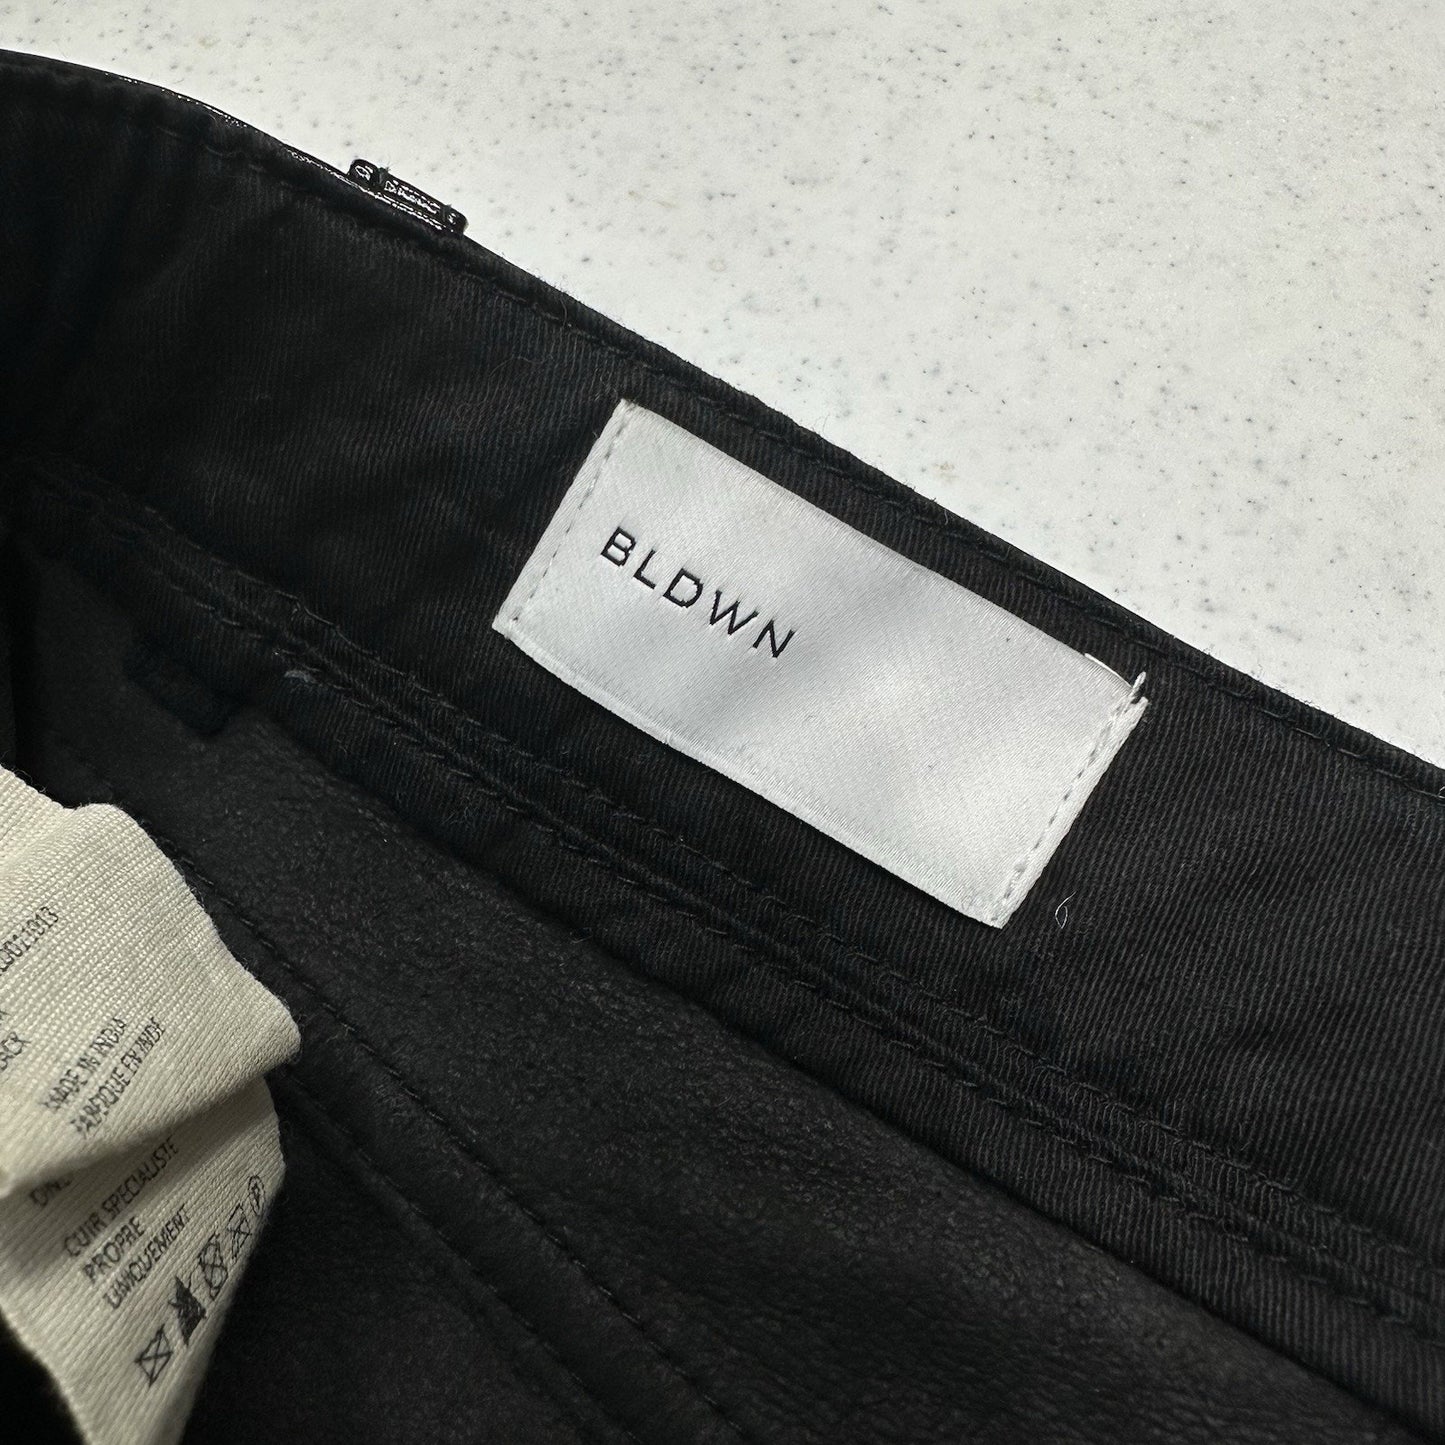 BLDWN
MADE IN INDIA
FABRIQUE EN INDE
CUIR SPECIALISTE
PROPRE
UNIQUEMENT